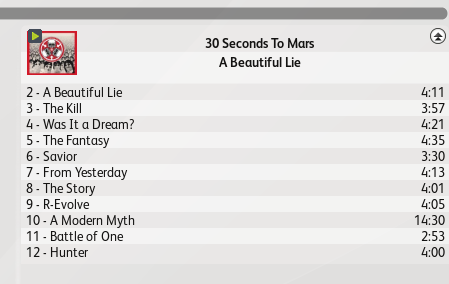 30 Seconds To Mars
A Beautiful Lie
2 - A Beautiful Lie 4:11
3 - The Kill 3:57
4 - Was It a Dream? 4:21
5 - The Fantasy 4:35
6 - Savior 3:30
7 - From Yesterday 4:13
8 - The Story 4:01
9 - R-Evolve 4:05
10 - A Modern Myth 14:30
11 - Battle of One 2:53
12 - Hunter 4:00